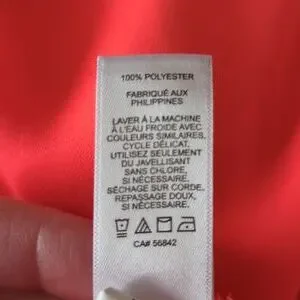 100% POLYESTER
FABRIQUÉ AUX
PHILIPPINES
LAVER À LA MACHINE
À L'EAU FROIDE AVEC
COULEURS SIMILAIRES,
CYCLE DÉLICAT,
UTILISEZ SEULEMENT
DU JAVELLISANT
SANS CHLORE,
SI NÉCESSAIRE,
SÉCHAGE SUR CORDE,
REPASSAGE DOUX,
SI NÉCESSAIRE.
CA# 56842